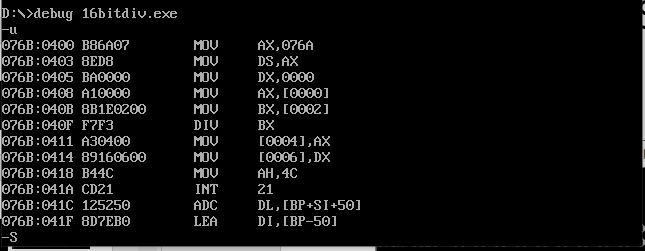 D:\>debug 16bitdiv.exe
-u
076B:0400 B86A07 MOV AX,076A
076B:0403 8ED8 MOV DS,AX
076B:0405 BA0000 MOV DX,0000
076B:0408 A10000 MOV AX,[0000]
076B:040B 8B1E0200 MOV BX,[0002]
076B:040F F7F3 DIV BX
076B:0411 A30400 MOV [0004],AX
076B:0414 89160600 MOV [0006],DX
076B:0418 B44C MOV AH,4C
076B:041A CD21 INT 21
076B:041C 125250 ADC DL,[BP+SI+50]
076B:041F 8D7EB0 LEA DI,[BP-50]
-S